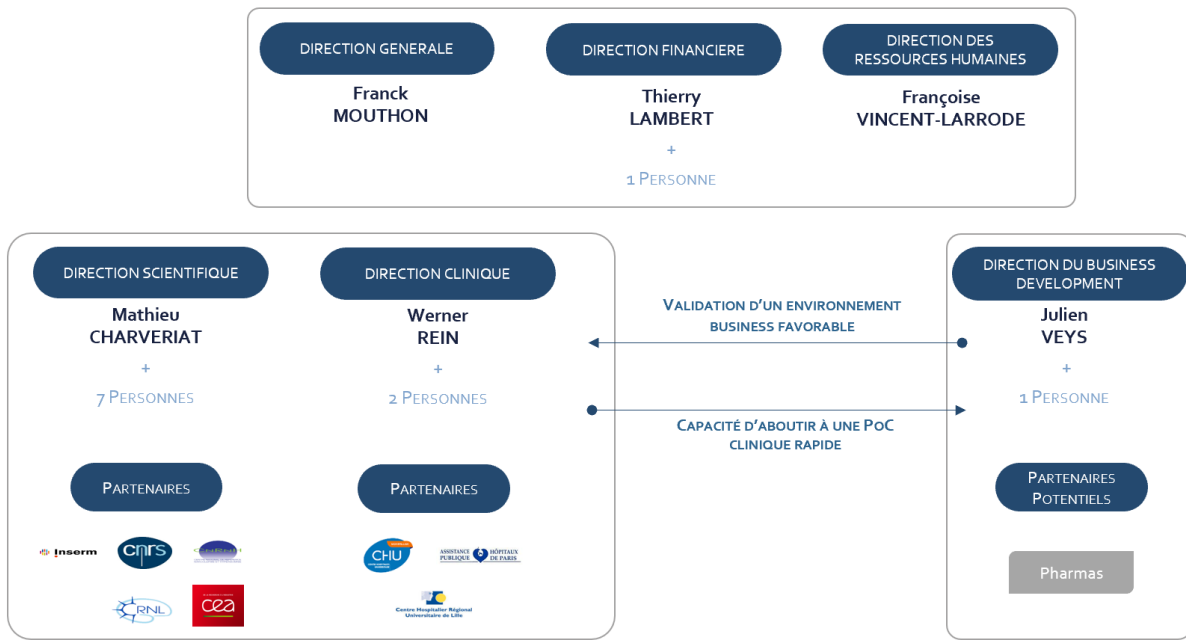 DIRECTION GENERALE
Franck
MOUTHON
DIRECTION FINANCIERE
Thierry
LAMBERT
+
1 PERSONNE
DIRECTION DES
RESSOURCES HUMAINES
Françoise
VINCENT-LARRODE
DIRECTION SCIENTIFIQUE
Mathieu
CHARVERIAT
+
7 PERSONNES
PARTENAIRES
Inserm
cnrs
CRNL
cea
DIRECTION CLINIQUE
Werner
REIN
+
2 PERSONNES
PARTENAIRES
CHU
ASSISTANCE
PUBLIQUE
HÔPITAUX
DE PARIS
Centre Hospitalier Régional
Universitaire de Lille
VALIDATION D'UN ENVIRONNEMENT
BUSINESS FAVORABLE
CAPACITÉ D'ABOUTIR À UNE POC
CLINIQUE RAPIDE
DIRECTION DU BUSINESS
DEVELOPMENT
Julien
VEYS
+
1 PERSONNE
PARTENAIRES
POTENTIELS
Pharmas